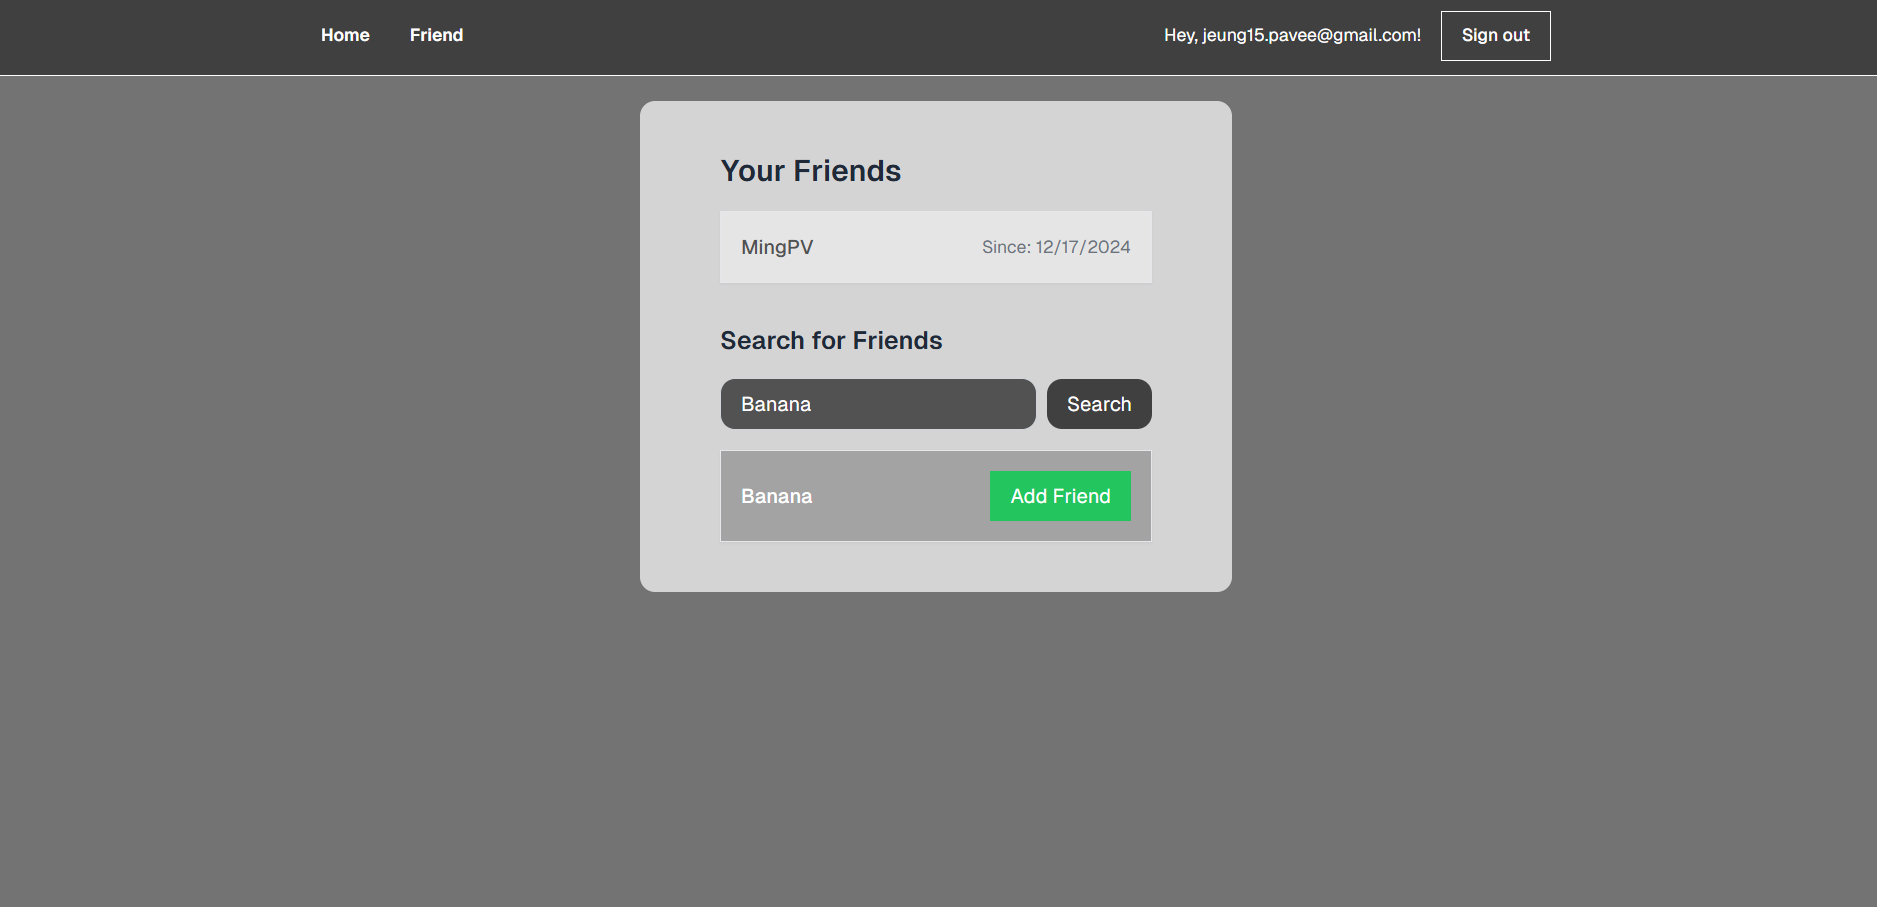 Home Friend Hey, jeung15.pavee@gmail.com! Sign out
Your Friends
MingPV Since: 12/17/2024
Search for Friends
Banana Search
Banana Add Friend